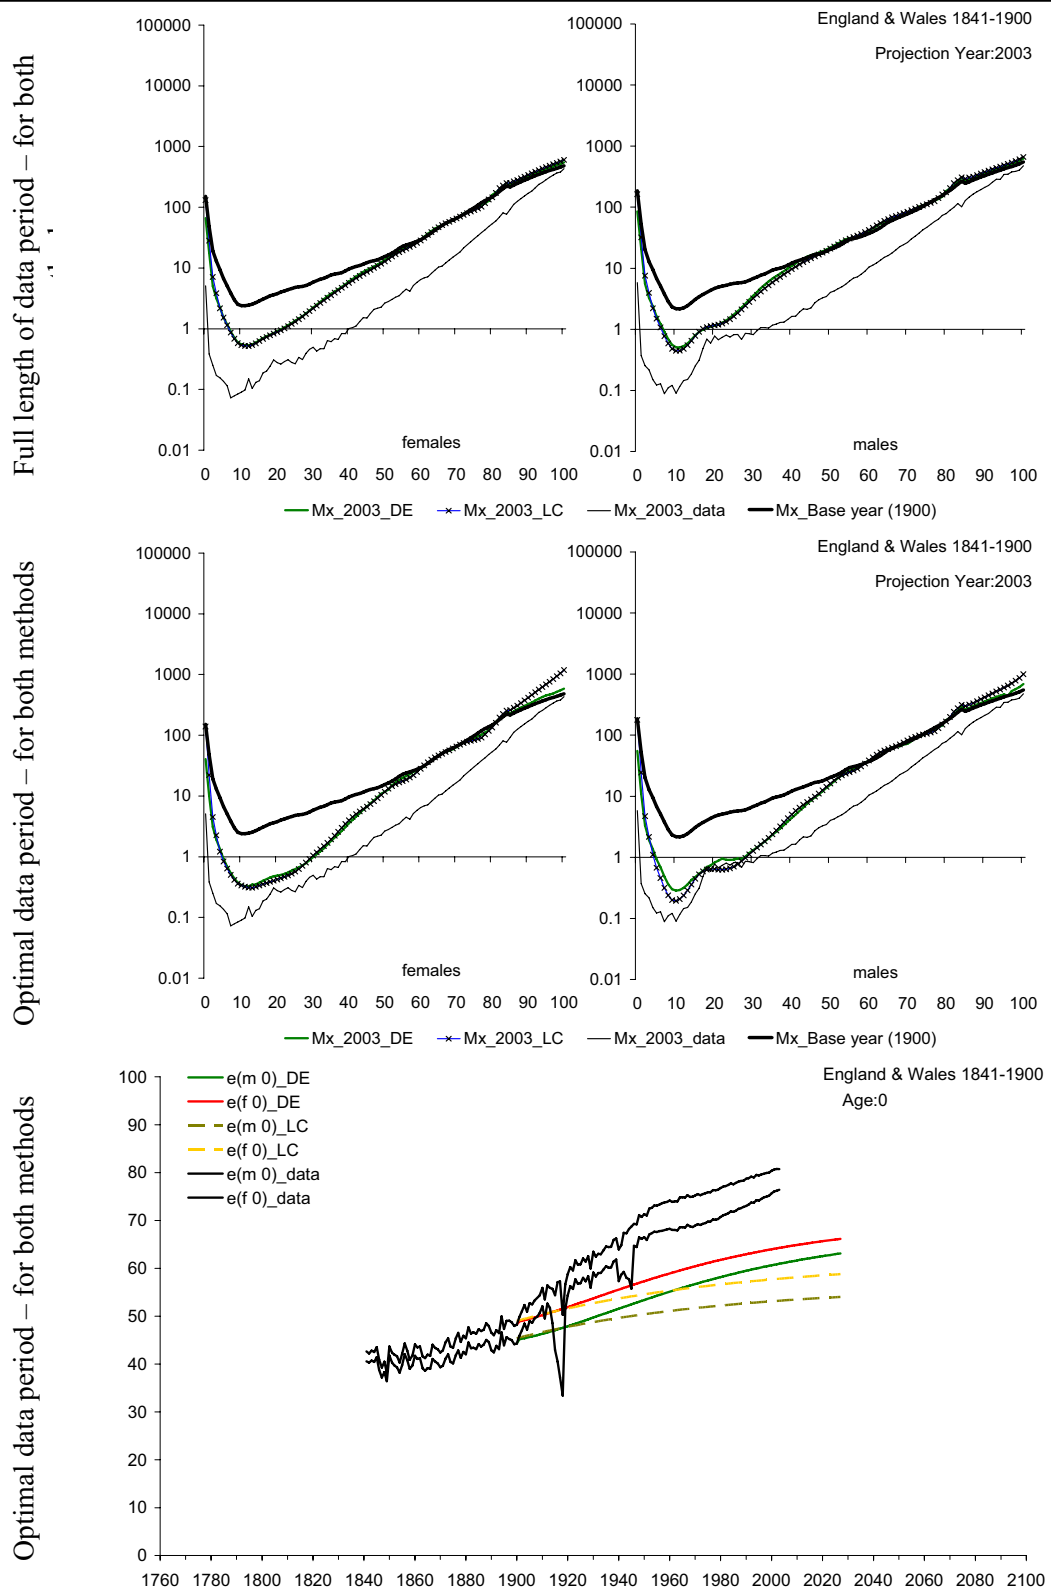 Full length of data period – for both
England & Wales 1841-1900
Projection Year:2003
100000
10000
1000
100
10
1
0.1
0.01
females
0 10 20 30 40 50 60 70 80 90 100
100000
10000
1000
100
10
1
0.1
0.01
males
0 10 20 30 40 50 60 70 80 90 100
Mx_2003_DE Mx_2003_LC Mx_2003_data Mx_Base year (1900)
Optimal data period – for both methods
England & Wales 1841-1900
Projection Year:2003
100000
10000
1000
100
10
1
0.1
0.01
females
0 10 20 30 40 50 60 70 80 90 100
100000
10000
1000
100
10
1
0.1
0.01
males
0 10 20 30 40 50 60 70 80 90 100
Mx_2003_DE Mx_2003_LC Mx_2003_data Mx_Base year (1900)
Optimal data period – for both methods
England & Wales 1841-1900
Age:0
e(m 0)_DE
e(f 0)_DE
e(m 0)_LC
e(f 0)_LC
e(m 0)_data
e(f 0)_data
100
90
80
70
60
50
40
30
20
10
0
1760 1780 1800 1820 1840 1860 1880 1900 1920 1940 1960 1980 2000 2020 2040 2060 2080 2100